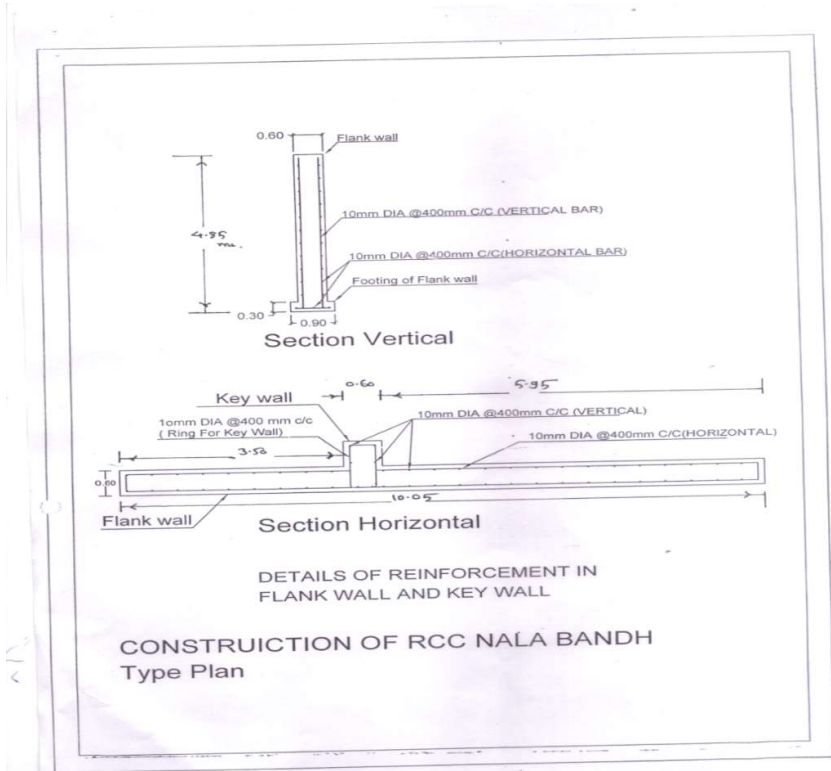 0.60
Flank wall
4.85
me.
10mm DIA @400mm C/C (VERTICAL BAR)
10mm DIA @400mm C/C(HORIZONTAL BAR)
Footing of Flank wall
0.30
0.90
Section Vertical
0.60
5.95
Key wall
1omm DIA @400 mm c/c
( Ring For Key Wall)
10mm DIA @400mm C/C (VERTICAL)
10mm DIA @400mm C/C(HORIZONTAL)
3.50
0.60
10.05
Flank wall
Section Horizontal
DETAILS OF REINFORCEMENT IN
FLANK WALL AND KEY WALL
CONSTRUICTION OF RCC NALA BANDH
Type Plan